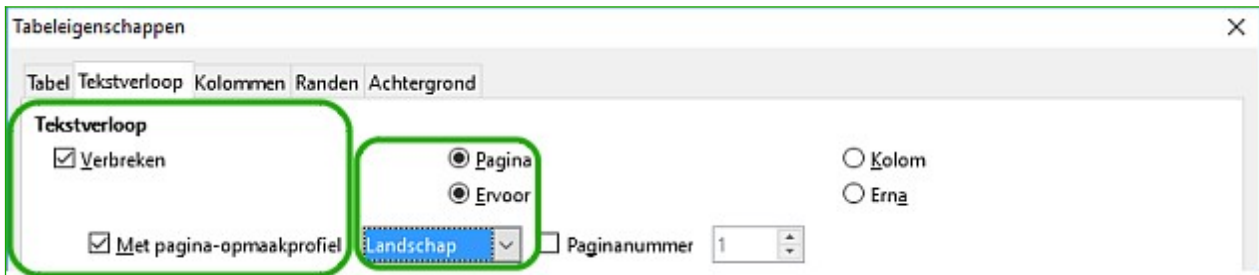 Tabeleigenschappen
Tabel Tekstverloop Kolommen Randen Achtergrond
Tekstverloop
Verbreken Pagina Kolom
Ervoor Erna
Met pagina-opmaakprofiel Landschap Paginanummer 1